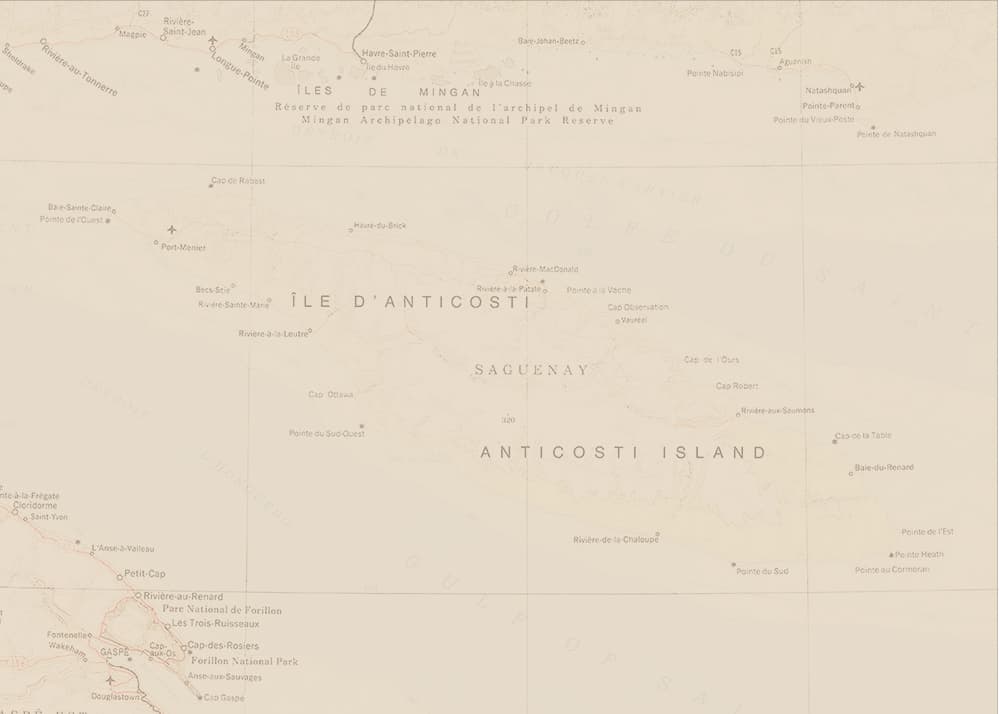 C27
Rivière-
Saint-Jean
Magpie
Sheldrake
Rivière-au-Tonnerre
Mingan
Longue-Pointe
La Grande
Île
Havre-Saint-Pierre
Île du Havre
Île à la Chasse
Baie-Johan-Beetz
C15
C15
Aguanish
Pointe Nabisipi
Natashquan
Pointe-Parent
Pointe du Vieux-Poste
Pointe de Natashquan
ÎLES DE MINGAN
Réserve de parc national de l'archipel de Mingan
Mingan Archipelago National Park Reserve
Cap de Rabast
Baie-Sainte-Claire
Pointe de l'Ouest
Port-Menier
Havre-du-Brick
Rivière-MacDonald
Rivière-à-la-Patate
Pointe à la Vache
Becs-Scie
Rivière-Sainte-Marie
ÎLE D'ANTICOSTI
Cap Observation
Vauréal
Rivière-à-la-Loutre
SAGUENAY
Cap de l'Ours
Cap Robert
Cap Ottawa
Rivière-aux-Saumons
320
Pointe du Sud-Ouest
Cap de la Table
ANTICOSTI ISLAND
Baie-du-Renard
Cloridorme
Saint-Yvon
Pointe de l'Est
Rivière-de-la-Chaloupe
L'Anse-à-Valleau
Pointe Heath
Pointe du Sud
Pointe au Cormoran
Petit-Cap
Rivière-au-Renard
Parc National de Forillon
Les Trois-Ruisseaux
Fontenelle
Wakeham
GASPÉ
Cap-
aux-Os
Cap-des-Rosiers
Forillon National Park
Anse-aux-Sauvages
Cap Gaspé
Douglastown